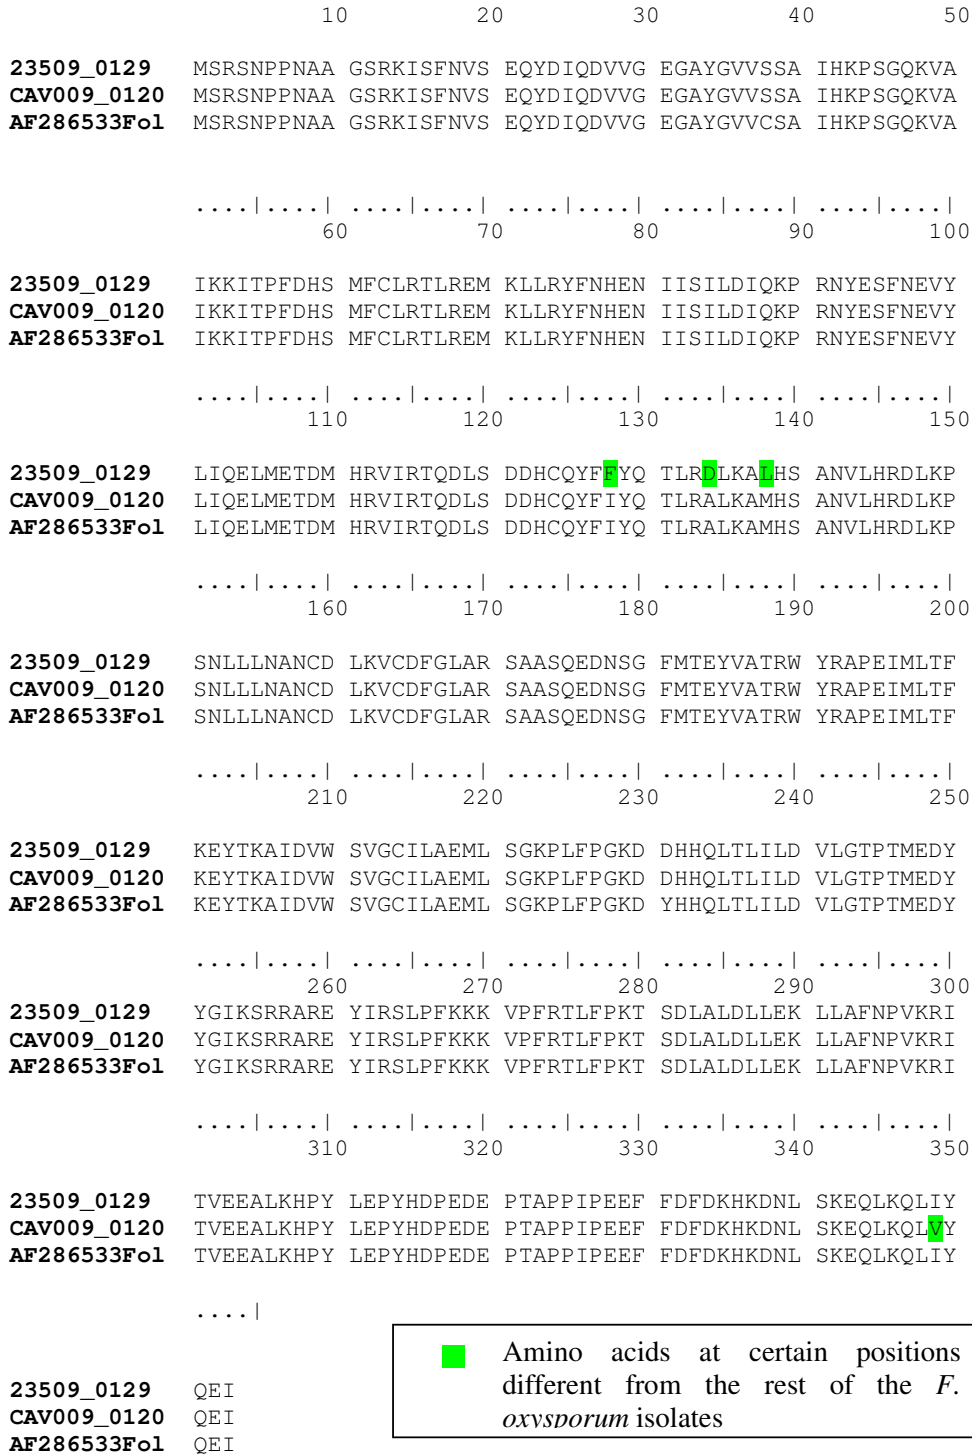 10 20 30 40 50
23509_0129 MSRSNPPNAA GSRKISFNVS EQYDIQDVVG EGAYGVVSSA IHKPSGQKVA
CAV009_0120 MSRSNPPNAA GSRKISFNVS EQYDIQDVVG EGAYGVVSSA IHKPSGQKVA
AF286533Fol MSRSNPPNAA GSRKISFNVS EQYDIQDVVG EGAYGVVCSA IHKPSGQKVA
....|....| ....|....| ....|....| ....|....| ....|....|
60 70 80 90 100
23509_0129 IKKITPFDHS MFCLRTLREM KLLRYFNHEN IISILDIQKP RNYESFNEVY
CAV009_0120 IKKITPFDHS MFCLRTLREM KLLRYFNHEN IISILDIQKP RNYESFNEVY
AF286533Fol IKKITPFDHS MFCLRTLREM KLLRYFNHEN IISILDIQKP RNYESFNEVY
....|....| ....|....| ....|....| ....|....| ....|....|
110 120 130 140 150
23509_0129 LIQELMETDM HRVIRTQDLS DDHCQYFFYQ TLRDLKALHS ANVLHRDLKP
CAV009_0120 LIQELMETDM HRVIRTQDLS DDHCQYFIYQ TLRALKAMHS ANVLHRDLKP
AF286533Fol LIQELMETDM HRVIRTQDLS DDHCQYFIYQ TLRALKAMHS ANVLHRDLKP
....|....| ....|....| ....|....| ....|....| ....|....|
160 170 180 190 200
23509_0129 SNLLLNANCD LKVCDFGLAR SAASQEDNSG FMTEYVATRW YRAPEIMLTF
CAV009_0120 SNLLLNANCD LKVCDFGLAR SAASQEDNSG FMTEYVATRW YRAPEIMLTF
AF286533Fol SNLLLNANCD LKVCDFGLAR SAASQEDNSG FMTEYVATRW YRAPEIMLTF
....|....| ....|....| ....|....| ....|....| ....|....|
210 220 230 240 250
23509_0129 KEYTKAIDVW SVGCILAEML SGKPLFPGKD DHHQLTLILD VLGTPTMEDY
CAV009_0120 KEYTKAIDVW SVGCILAEML SGKPLFPGKD DHHQLTLILD VLGTPTMEDY
AF286533Fol KEYTKAIDVW SVGCILAEML SGKPLFPGKD YHHQLTLILD VLGTPTMEDY
....|....| ....|....| ....|....| ....|....| ....|....|
260 270 280 290 300
23509_0129 YGIKSRRARE YIRSLPFKKK VPFRTLFPKT SDLALDLLEK LLAFNPVKRI
CAV009_0120 YGIKSRRARE YIRSLPFKKK VPFRTLFPKT SDLALDLLEK LLAFNPVKRI
AF286533Fol YGIKSRRARE YIRSLPFKKK VPFRTLFPKT SDLALDLLEK LLAFNPVKRI
....|....| ....|....| ....|....| ....|....| ....|....|
310 320 330 340 350
23509_0129 TVEEALKHPY LEPYHDPEDE PTAPPIPEEF FDFDKHKDNL SKEQLKQLIY
CAV009_0120 TVEEALKHPY LEPYHDPEDE PTAPPIPEEF FDFDKHKDNL SKEQLKQLVY
AF286533Fol TVEEALKHPY LEPYHDPEDE PTAPPIPEEF FDFDKHKDNL SKEQLKQLIY
....|
23509_0129 QEI
CAV009_0120 QEI
AF286533Fol QEI
Amino acids at certain positions
different from the rest of the F.
oxysporum isolates